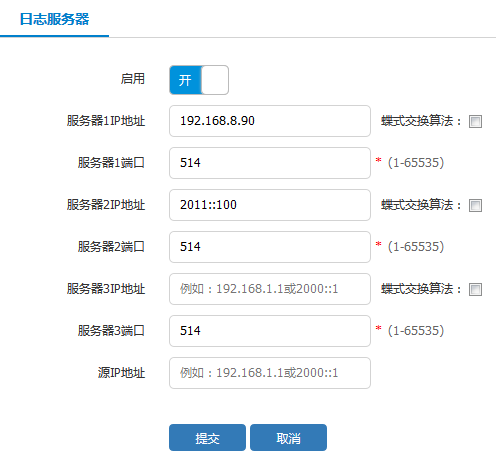 日志服务器
启用 开
服务器1IP地址 192.168.8.90 蝶式交换算法：
服务器1端口 514 * (1-65535)
服务器2IP地址 2011::100 蝶式交换算法：
服务器2端口 514 * (1-65535)
服务器3IP地址 例如：192.168.1.1或2000::1 蝶式交换算法：
服务器3端口 514 * (1-65535)
源IP地址 例如：192.168.1.1或2000::1
提交 取消